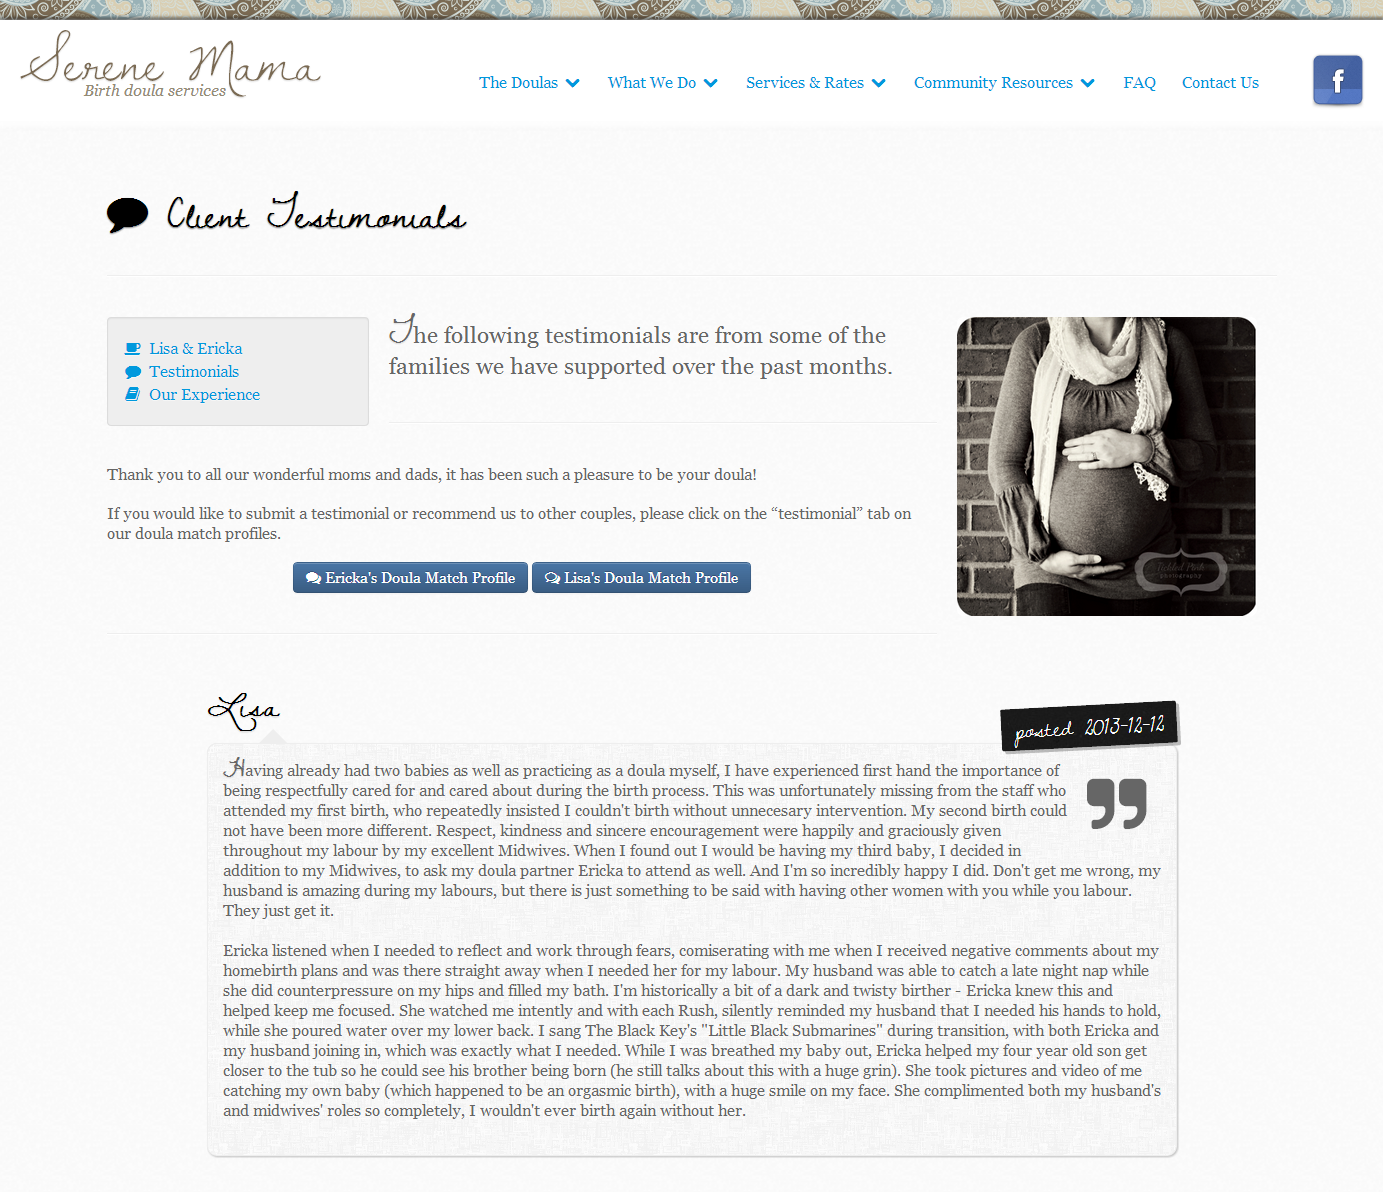 Serene Mama
Birth doula services
The Doulas
What We Do
Services & Rates
Community Resources
FAQ
Contact Us
f
Client Testimonials
Lisa & Ericka
Testimonials
Our Experience
The following testimonials are from some of the
families we have supported over the past months.
Thank you to all our wonderful moms and dads, it has been such a pleasure to be your doula!
If you would like to submit a testimonial or recommend us to other couples, please click on the “testimonial” tab on
our doula match profiles.
Ericka's Doula Match Profile
Lisa's Doula Match Profile
Tickled Pink
photography
Lisa
posted 2013-12-12
Having already had two babies as well as practicing as a doula myself, I have experienced first hand the importance of
being respectfully cared for and cared about during the birth process. This was unfortunately missing from the staff who
attended my first birth, who repeatedly insisted I couldn't birth without unnecesary intervention. My second birth could
not have been more different. Respect, kindness and sincere encouragement were happily and graciously given
throughout my labour by my excellent Midwives. When I found out I would be having my third baby, I decided in
addition to my Midwives, to ask my doula partner Ericka to attend as well. And I'm so incredibly happy I did. Don't get me wrong, my
husband is amazing during my labours, but there is just something to be said with having other women with you while you labour.
They just get it.
Ericka listened when I needed to reflect and work through fears, comiserating with me when I received negative comments about my
homebirth plans and was there straight away when I needed her for my labour. My husband was able to catch a late night nap while
she did counterpressure on my hips and filled my bath. I'm historically a bit of a dark and twisty birther - Ericka knew this and
helped keep me focused. She watched me intently and with each Rush, silently reminded my husband that I needed his hands to hold,
while she poured water over my lower back. I sang The Black Key's "Little Black Submarines" during transition, with both Ericka and
my husband joining in, which was exactly what I needed. While I was breathed my baby out, Ericka helped my four year old son get
closer to the tub so he could see his brother being born (he still talks about this with a huge grin). She took pictures and video of me
catching my own baby (which happened to be an orgasmic birth), with a huge smile on my face. She complimented both my husband's
and midwives' roles so completely, I wouldn't ever birth again without her.